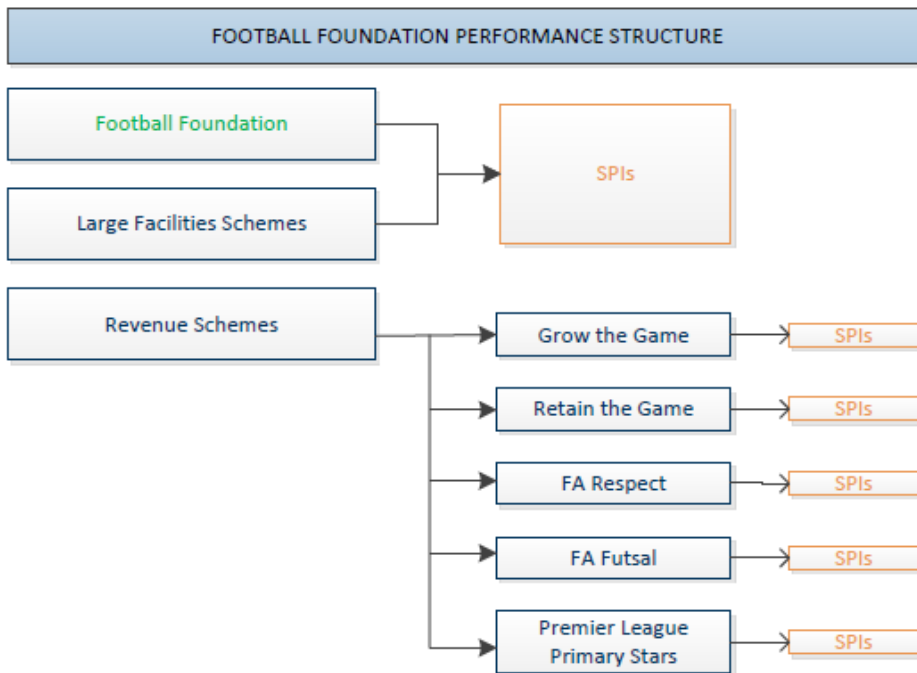 FOOTBALL FOUNDATION PERFORMANCE STRUCTURE
Football Foundation
SPIs
Large Facilities Schemes
Revenue Schemes
Grow the Game
SPIs
Retain the Game
SPIs
FA Respect
SPIs
FA Futsal
SPIs
Premier League
Primary Stars
SPIs